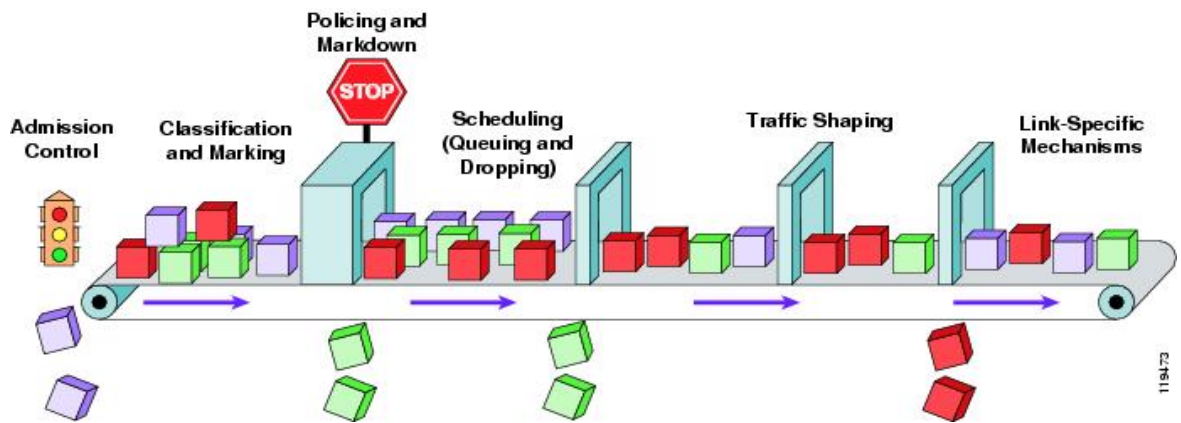 Policing and
Markdown
STOP
Admission
Control
Classification
and Marking
Scheduling
(Queuing and
Dropping)
Traffic Shaping
Link-Specific
Mechanisms
119473